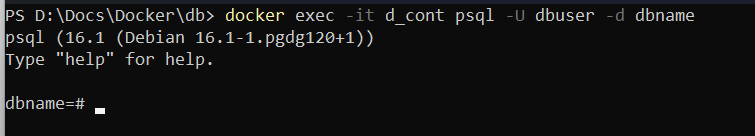 PS D:\Docs\Docker\db> docker exec -it d_cont psql -U dbuser -d dbname
psql (16.1 (Debian 16.1-1.pgdg120+1))
Type "help" for help.
dbname=#